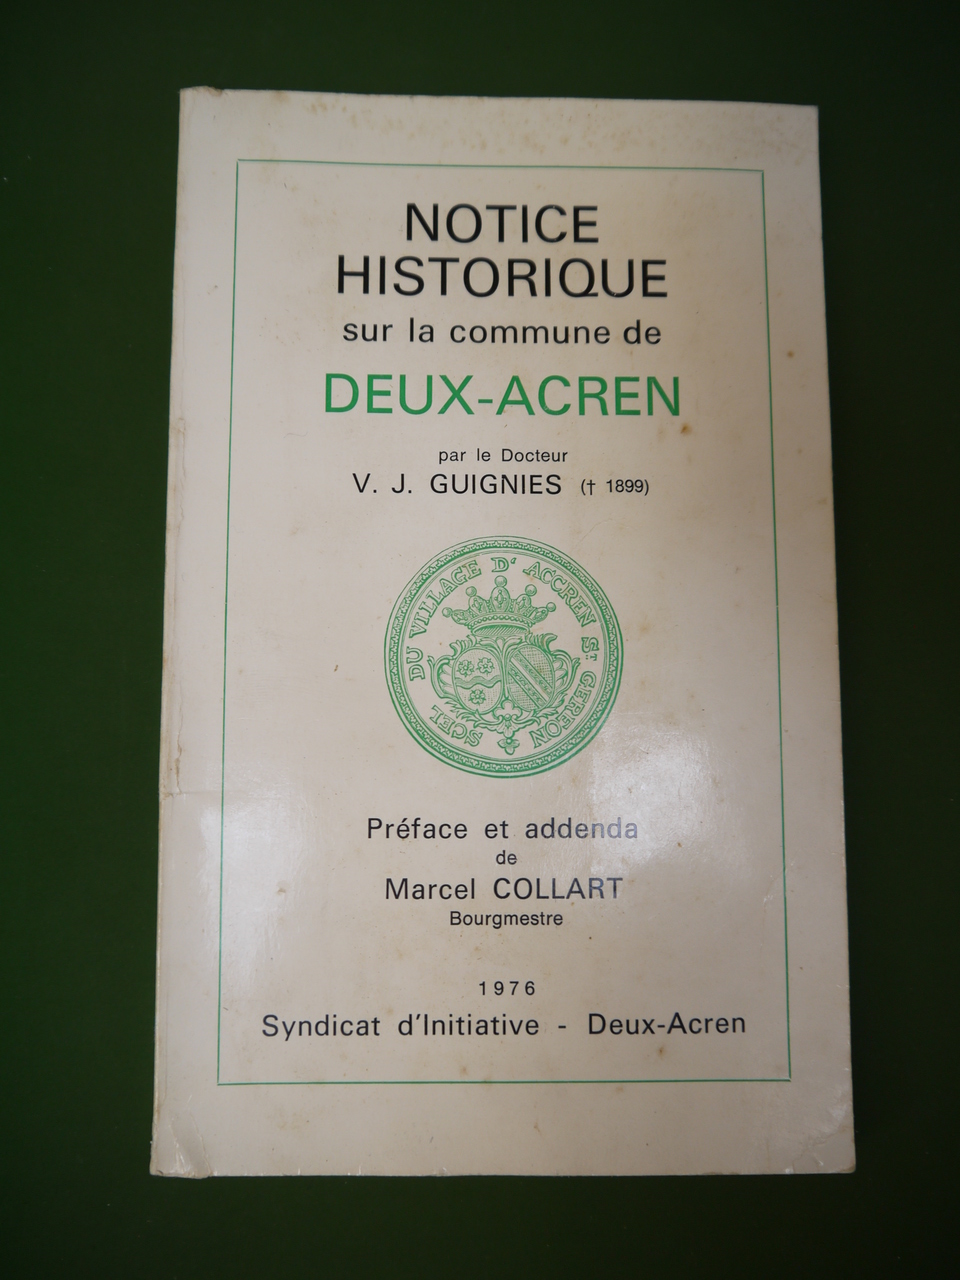 NOTICE
HISTORIQUE
sur la commune de
DEUX-ACREN
par le Docteur
V. J. GUIGNIES († 1899)
SCEL DU VILLAGE D' ACCREN ST GEREON
Préface et addenda
de
Marcel COLLART
Bourgmestre
1976
Syndicat d'Initiative - Deux-Acren